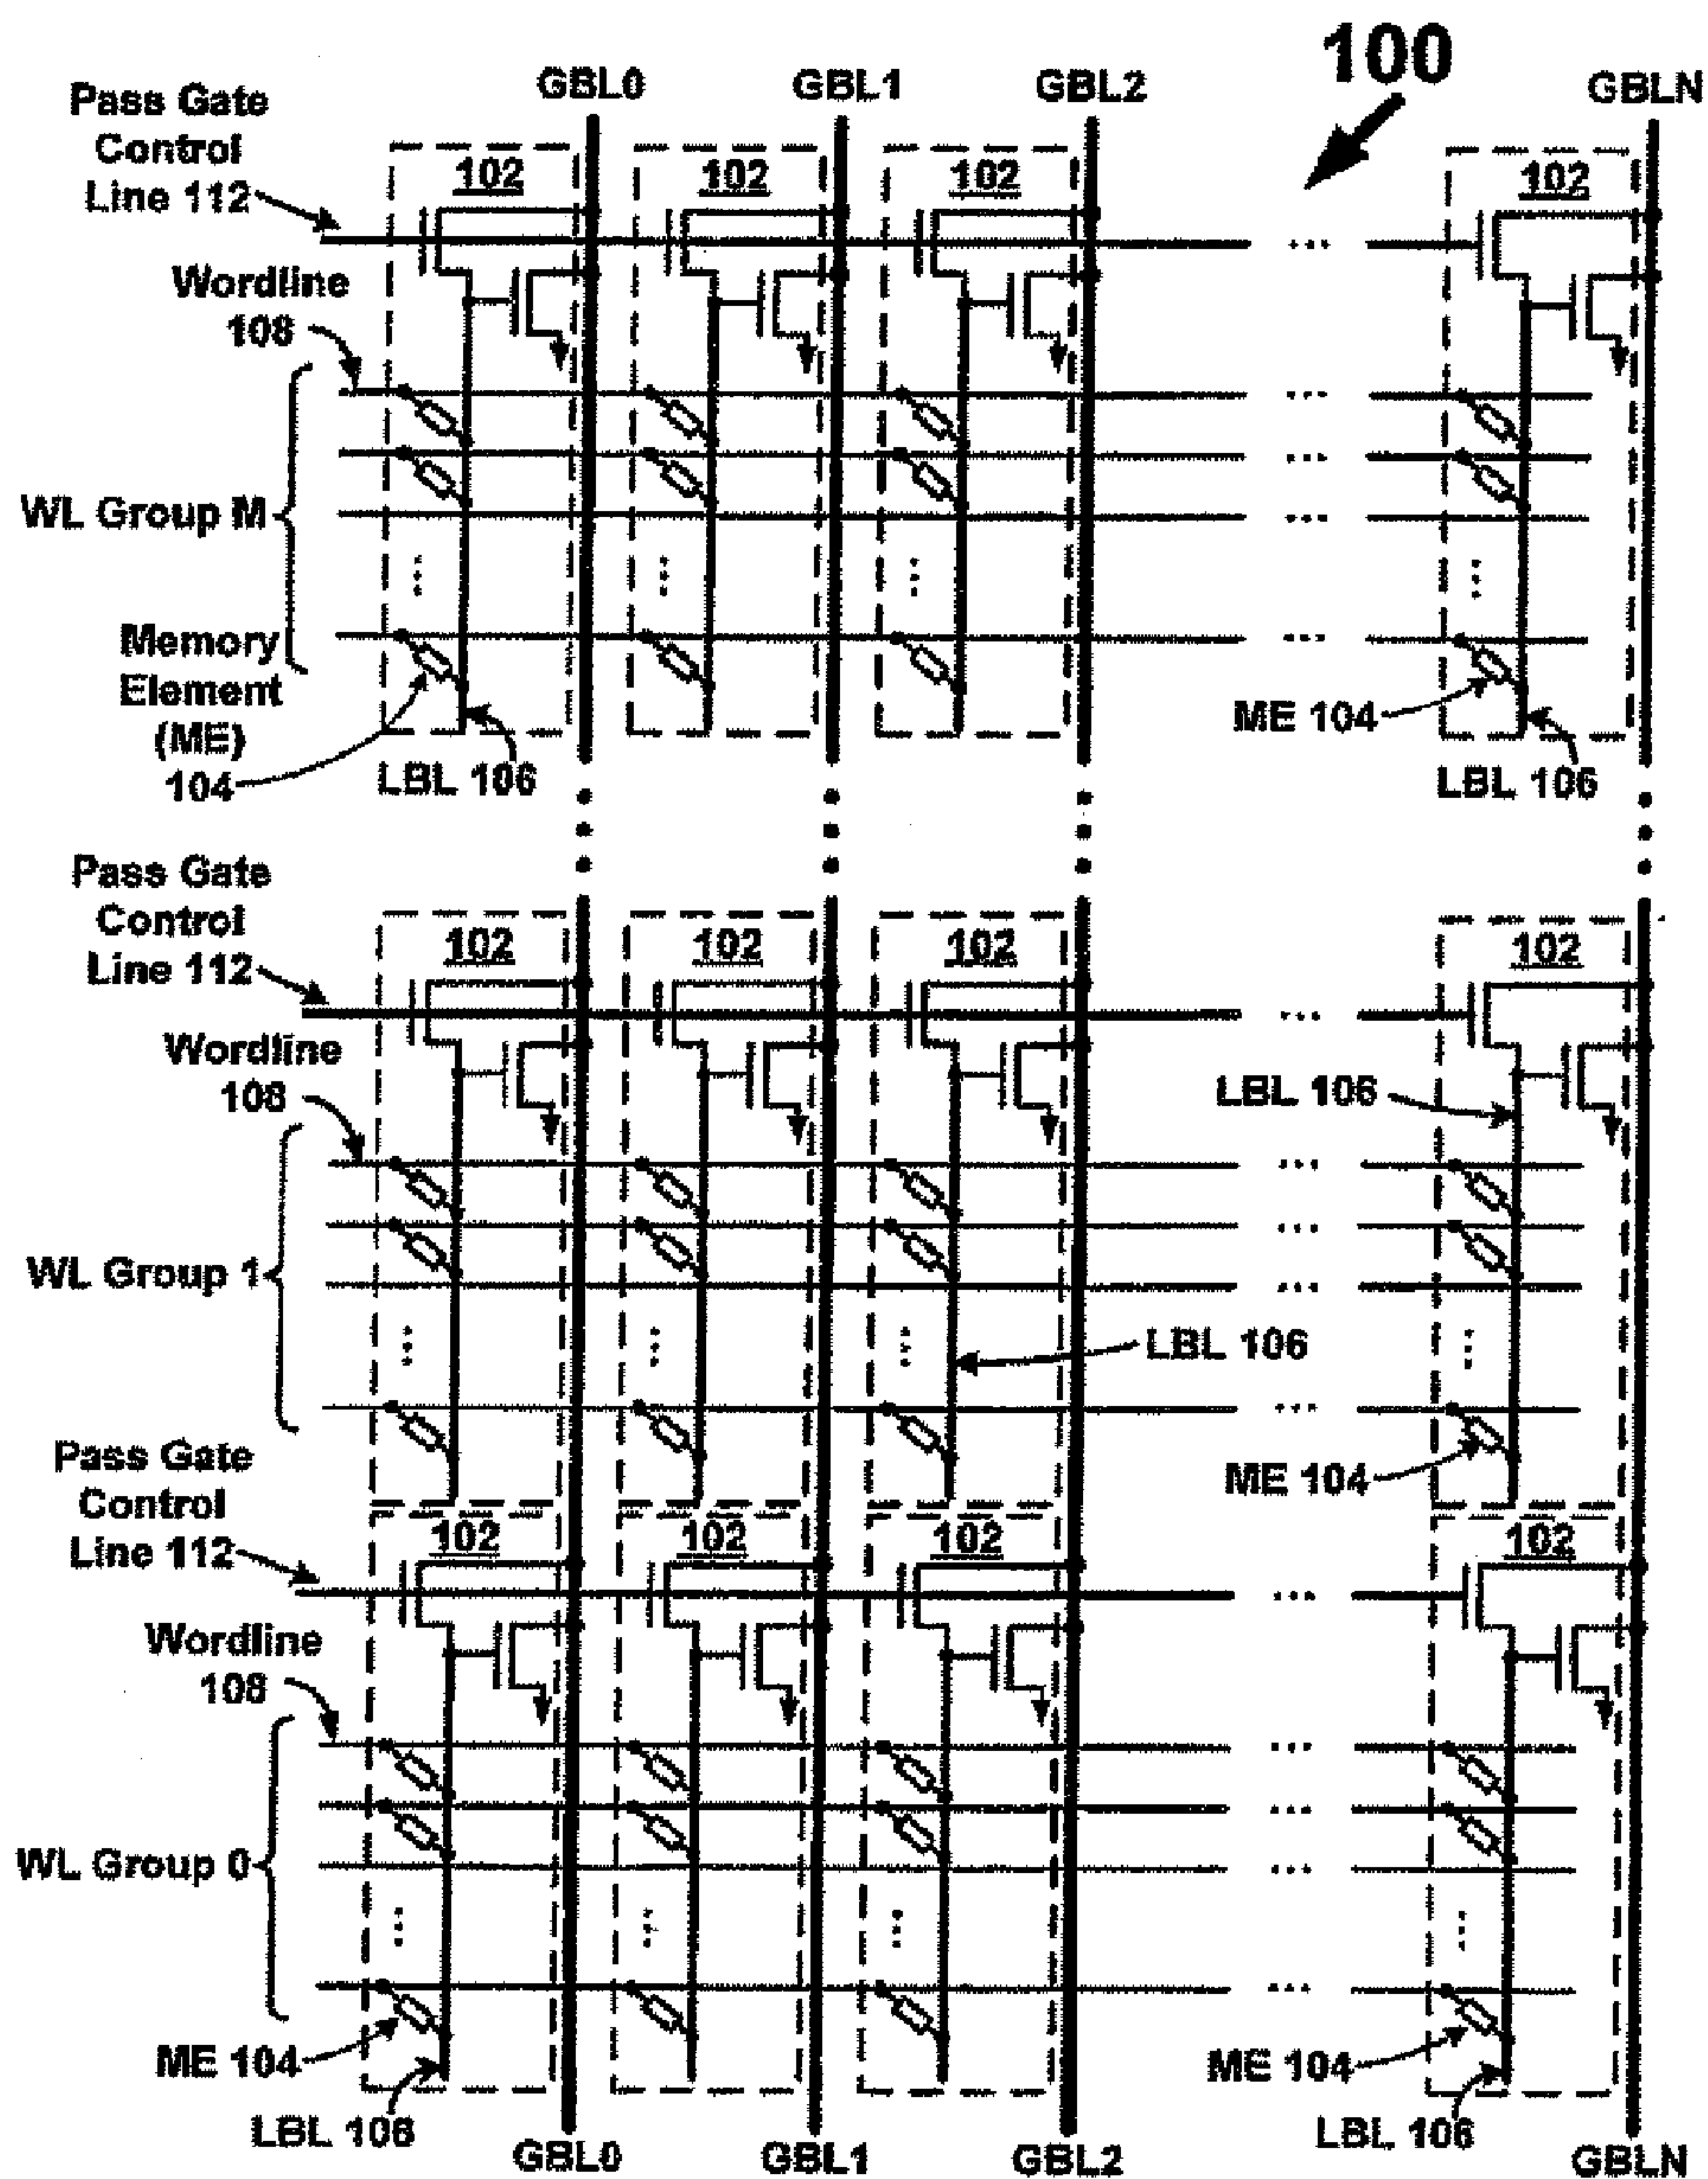 100
GBL0 GBL1 GBL2 GBLN
Pass Gate
Control
Line 112
102 102 102 102
Wordline
108
WL Group M
Memory
Element
(ME)
104
LBL 106
ME 104
LBL 106
Pass Gate
Control
Line 112
102 102 102 102
Wordline
108
LBL 106
WL Group 1
LBL 106
ME 104
Pass Gate
Control
Line 112
102 102 102 102
Wordline
108
WL Group 0
ME 104
LBL 106
ME 104
LBL 106
GBL0 GBL1 GBL2 GBLN